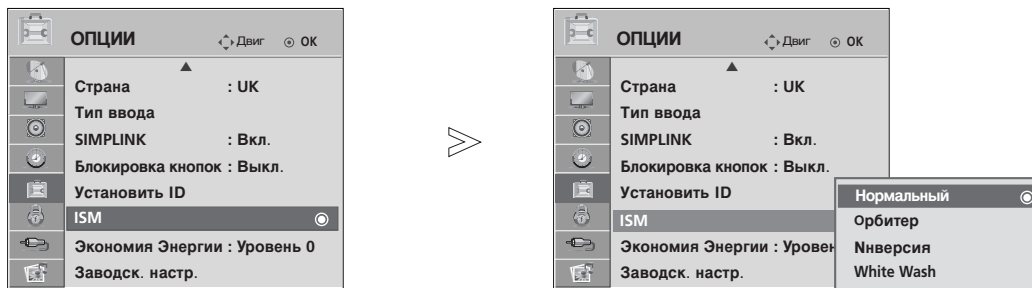 ОПЦИИ Двиг OK
Страна : UK
Тип ввода
SIMPLINK : Вкл.
Блокировка кнопок : Выкл.
Установить ID
ISM
Экономия Энергии : Уровень 0
Заводск. настр.
ОПЦИИ Двиг OK
Страна : UK
Тип ввода
SIMPLINK : Вкл.
Блокировка кнопок : Выкл.
Установить ID
ISM
Экономия Энергии : Уровен
Заводск. настр.
Нормальный
Орбитер
Nнверсия
White Wash